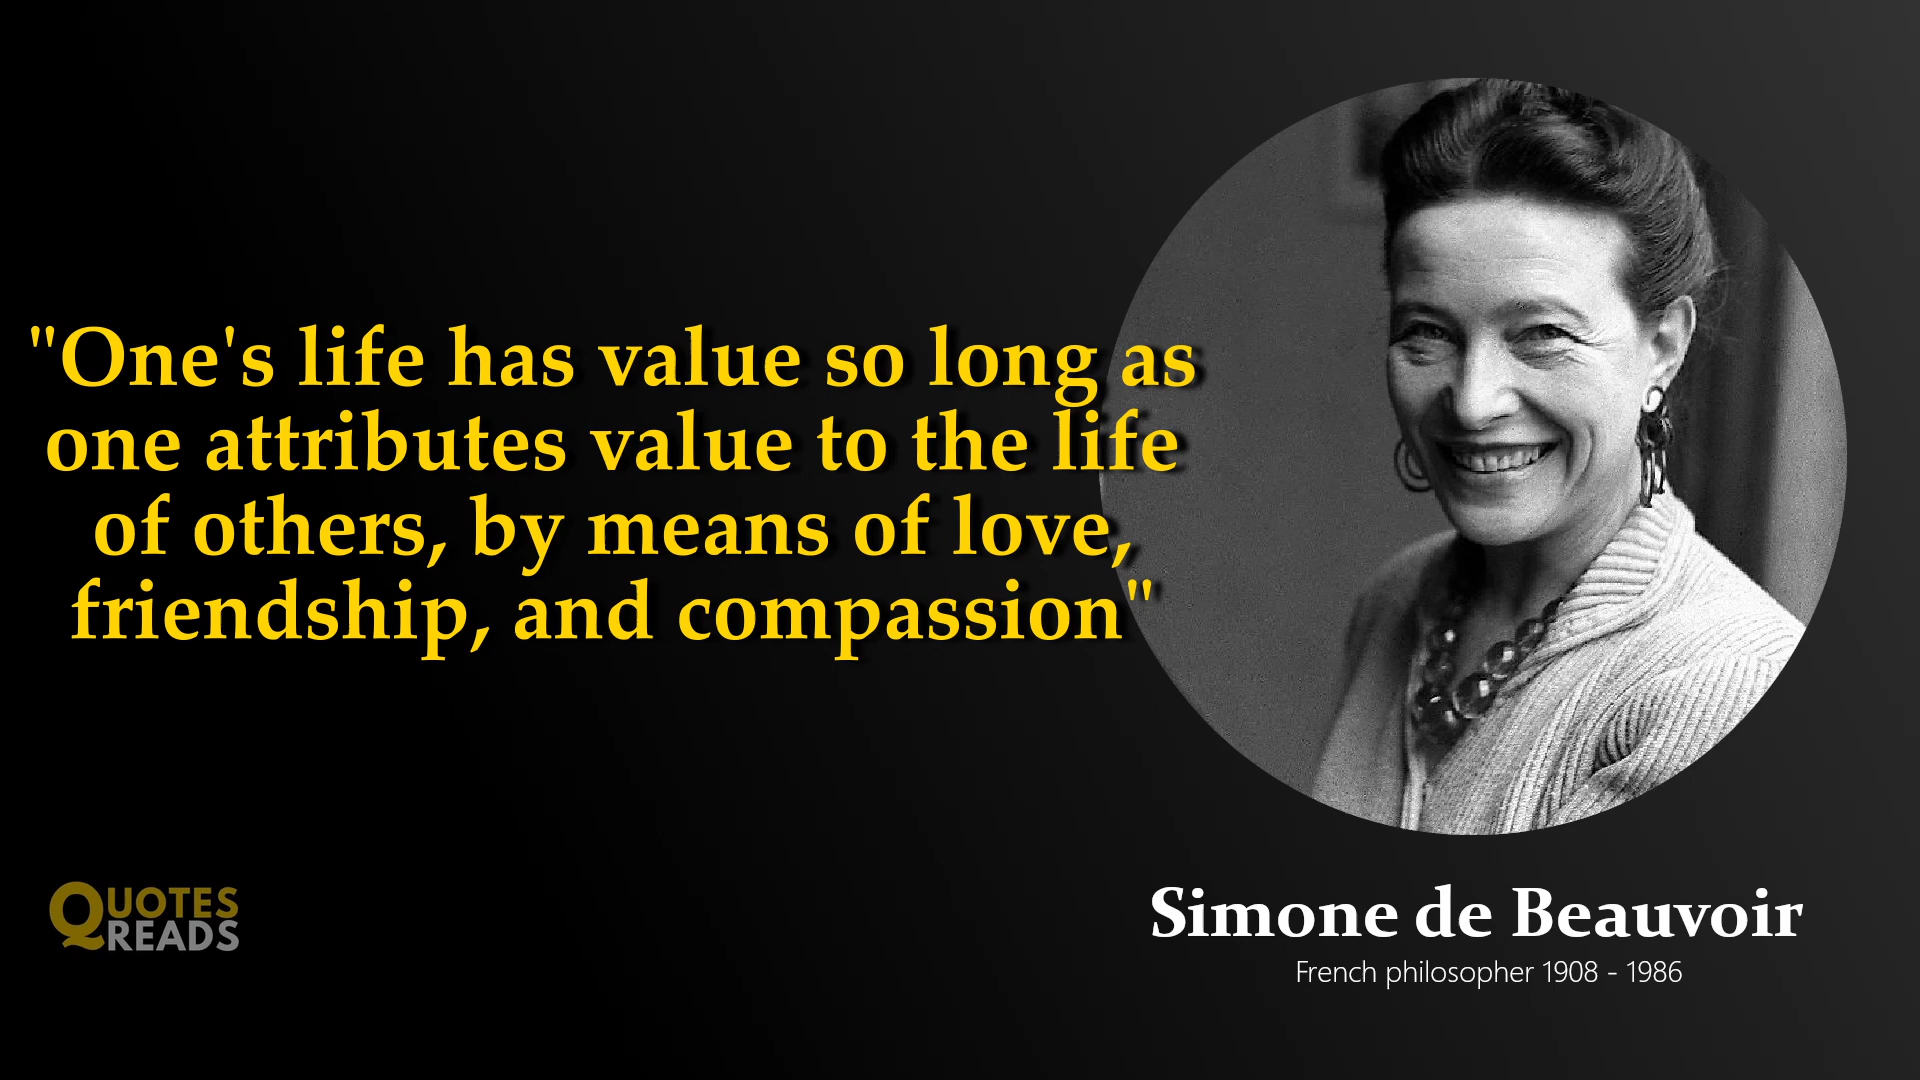 "One's life has value so long as
one attributes value to the life
of others, by means of love,
friendship, and compassion"
Simone de Beauvoir
French philosopher 1908 - 1986
QUOTES
READS